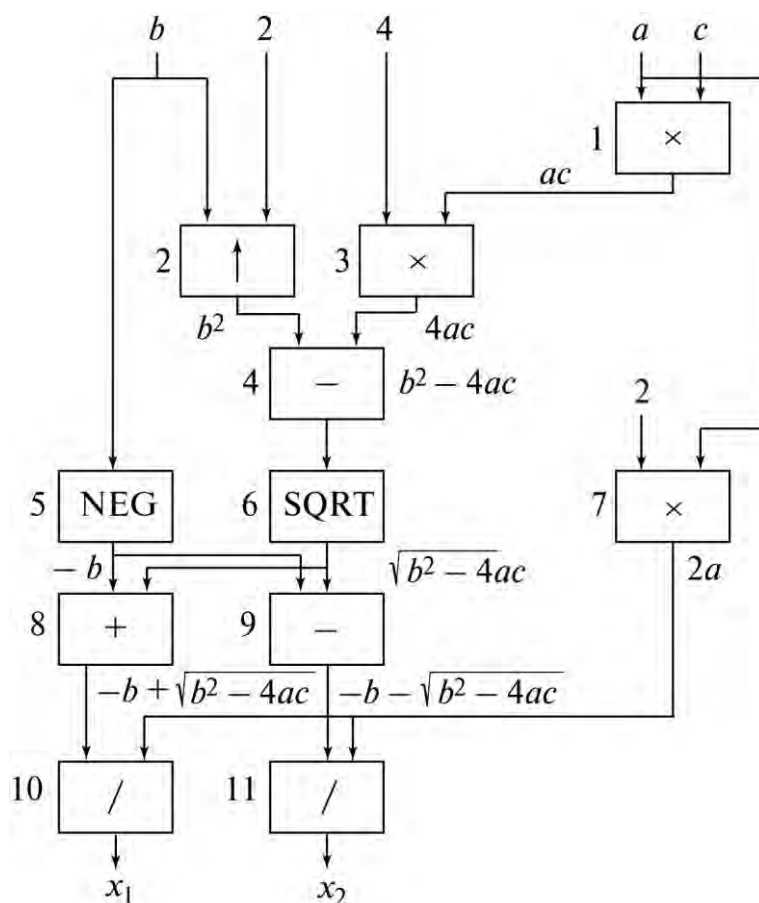 b 2 4 a c
1 ×
ac
2 ↑ 3 ×
b² 4ac
4 − b² − 4ac
2
5 NEG 6 SQRT 7 ×
− b √b² − 4ac 2a
8 + 9 −
−b + √b² − 4ac −b − √b² − 4ac
10 / 11 /
x₁ x₂